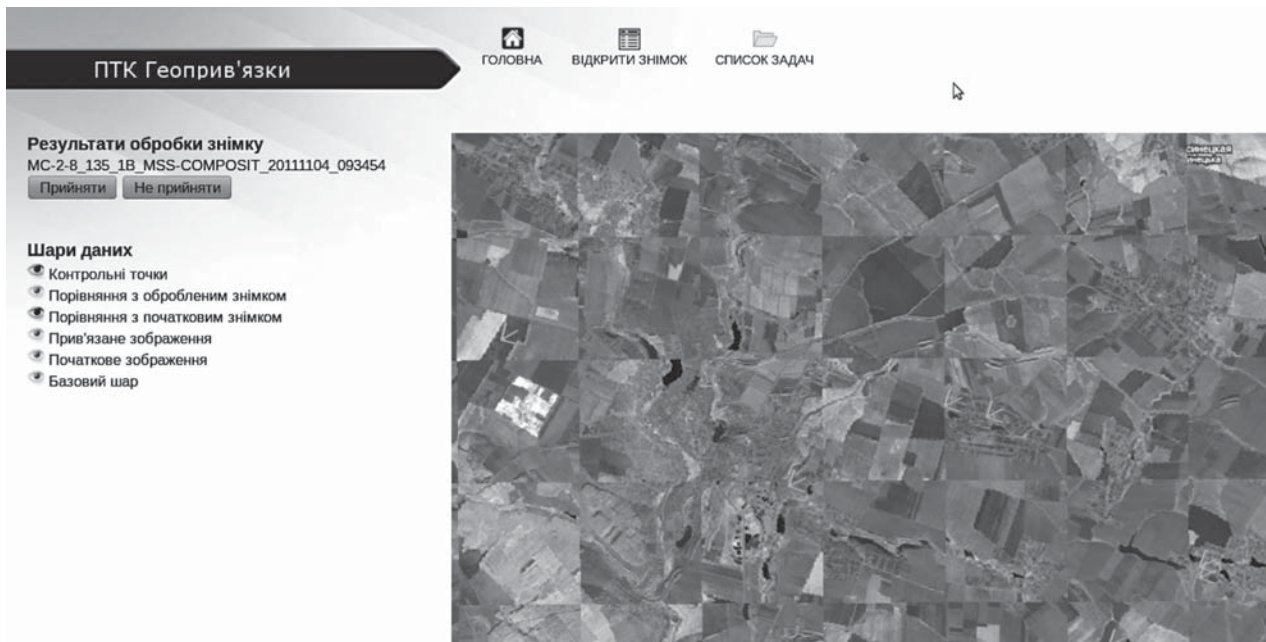 ПТК Геоприв'язки
ГОЛОВНА
ВІДКРИТИ ЗНІМОК
СПИСОК ЗАДАЧ
Результати обробки знімку
MC-2-8_135_1B_MSS-COMPOSIT_20111104_093454
Прийняти
Не прийняти
Шари даних
Контрольні точки
Порівняння з обробленим знімком
Порівняння з початковим знімком
Прив'язане зображення
Початкове зображення
Базовий шар